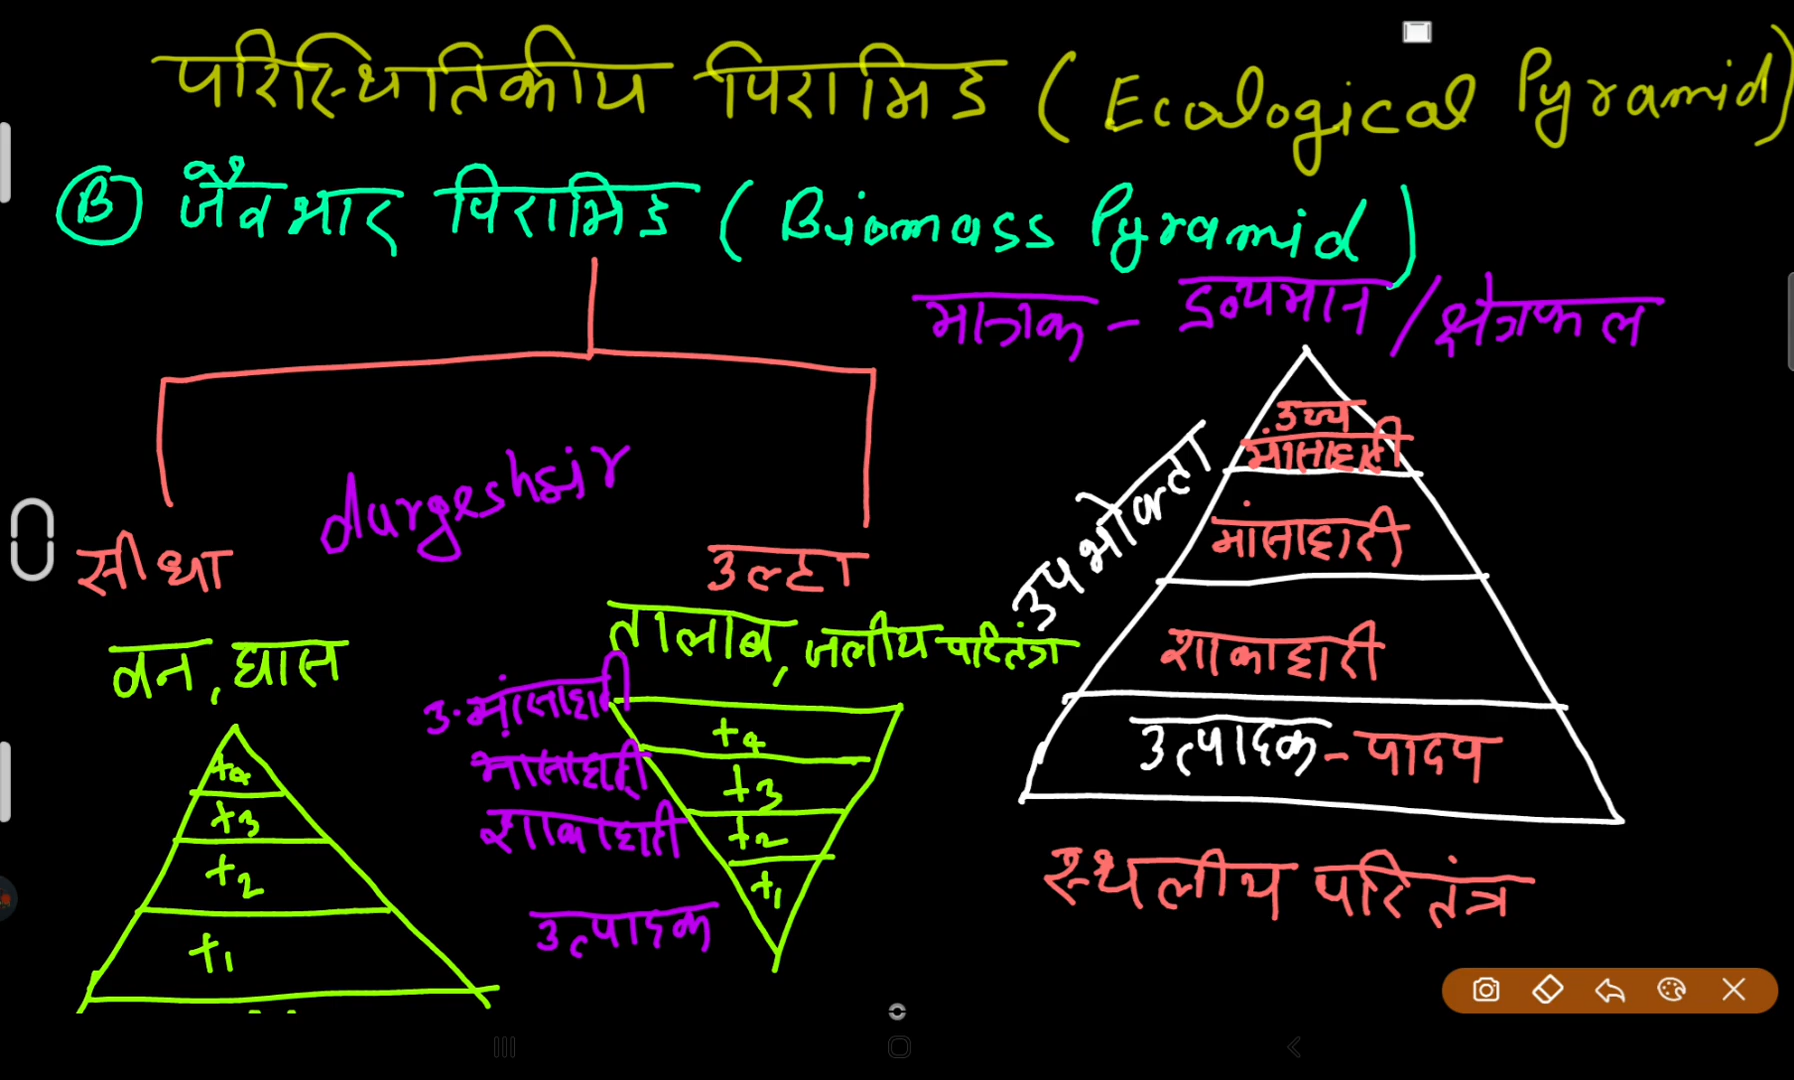 परिस्थितिकीय पिरामिड ( Ecological Pyramid)
B जैवभार पिरामिड ( Biomass Pyramid)
मात्रक - द्रव्यमान / क्षेत्रफल
durgeshsir
सीधा
उल्टा
वन, घास
तालाब, जलीय परितंत्र
t4
t3
t2
t1
उ. मांसाहारी
मासाहारी
शाकाहारी
उत्पादक
t4
t3
t2
t1
उपभोक्ता
उच्च
मांसाहारी
मांसाहारी
शाकाहारी
उत्पादक - पादप
स्थलीय परितंत्र